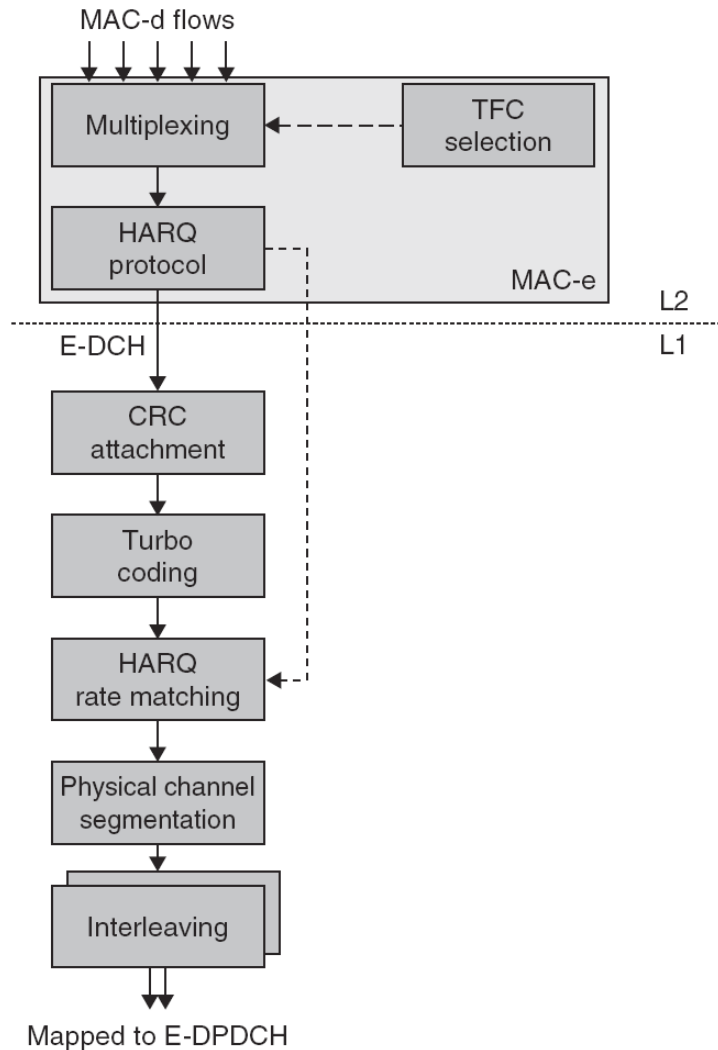 MAC-d flows
Multiplexing
TFC
selection
HARQ
protocol
MAC-e
L2
E-DCH
L1
CRC
attachment
Turbo
coding
HARQ
rate matching
Physical channel
segmentation
Interleaving
Mapped to E-DPDCH